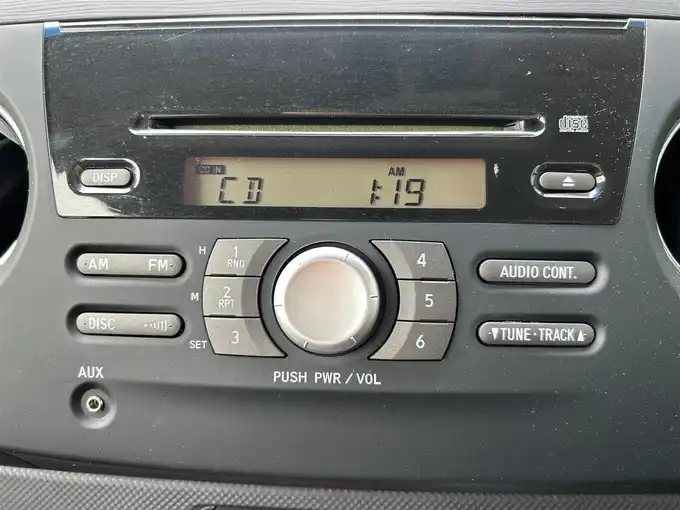 disc
CD IN
AM
DISP
CD 1:19
AM FM
H 1 RND
4
AUDIO CONT.
M 2 RPT
5
DISC
SET 3
6
▼TUNE·TRACK▲
AUX
PUSH PWR/VOL